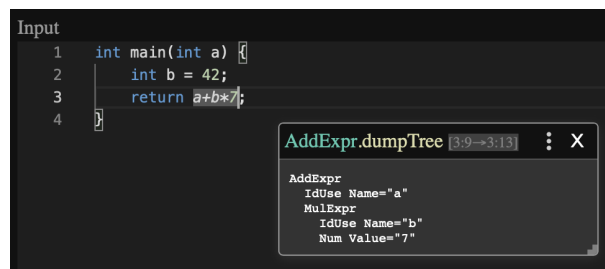 Input
1 int main(int a) {
2 int b = 42;
3 return a+b*7;
4 }
AddExpr.dumpTree [3:9→3:13] ⋮ X
AddExpr
IdUse Name="a"
MulExpr
IdUse Name="b"
Num Value="7"